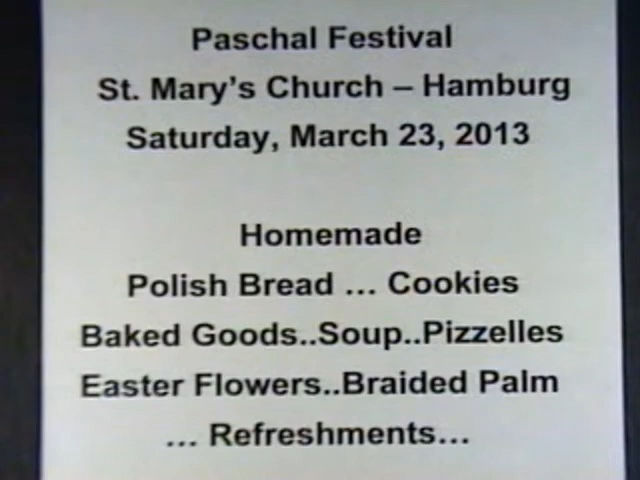 Paschal Festival
St. Mary's Church – Hamburg
Saturday, March 23, 2013
Homemade
Polish Bread ... Cookies
Baked Goods..Soup..Pizzelles
Easter Flowers..Braided Palm
... Refreshments...